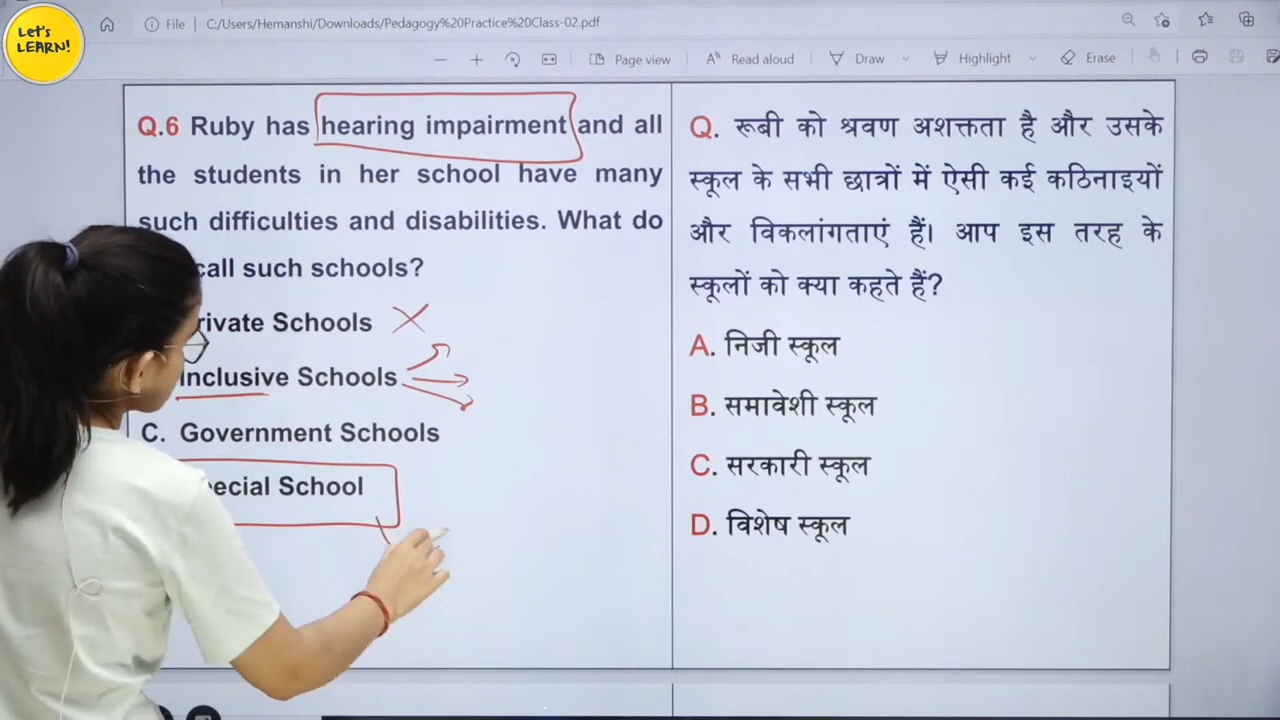 Let's
LEARN!
File
C:/Users/Hemanshi/Downloads/Pedagogy%20Practice%20Class-02.pdf
Page view
Read aloud
Draw
Highlight
Erase
Q.6 Ruby has hearing impairment and all
the students in her school have many
such difficulties and disabilities. What do
call such schools?
rivate Schools
Inclusive Schools
C. Government Schools
ecial School
Q. रूबी को श्रवण अशक्तता है और उसके
स्कूल के सभी छात्रों में ऐसी कई कठिनाइयों
और विकलांगताएं हैं। आप इस तरह के
स्कूलों को क्या कहते हैं?
A. निजी स्कूल
B. समावेशी स्कूल
C. सरकारी स्कूल
D. विशेष स्कूल